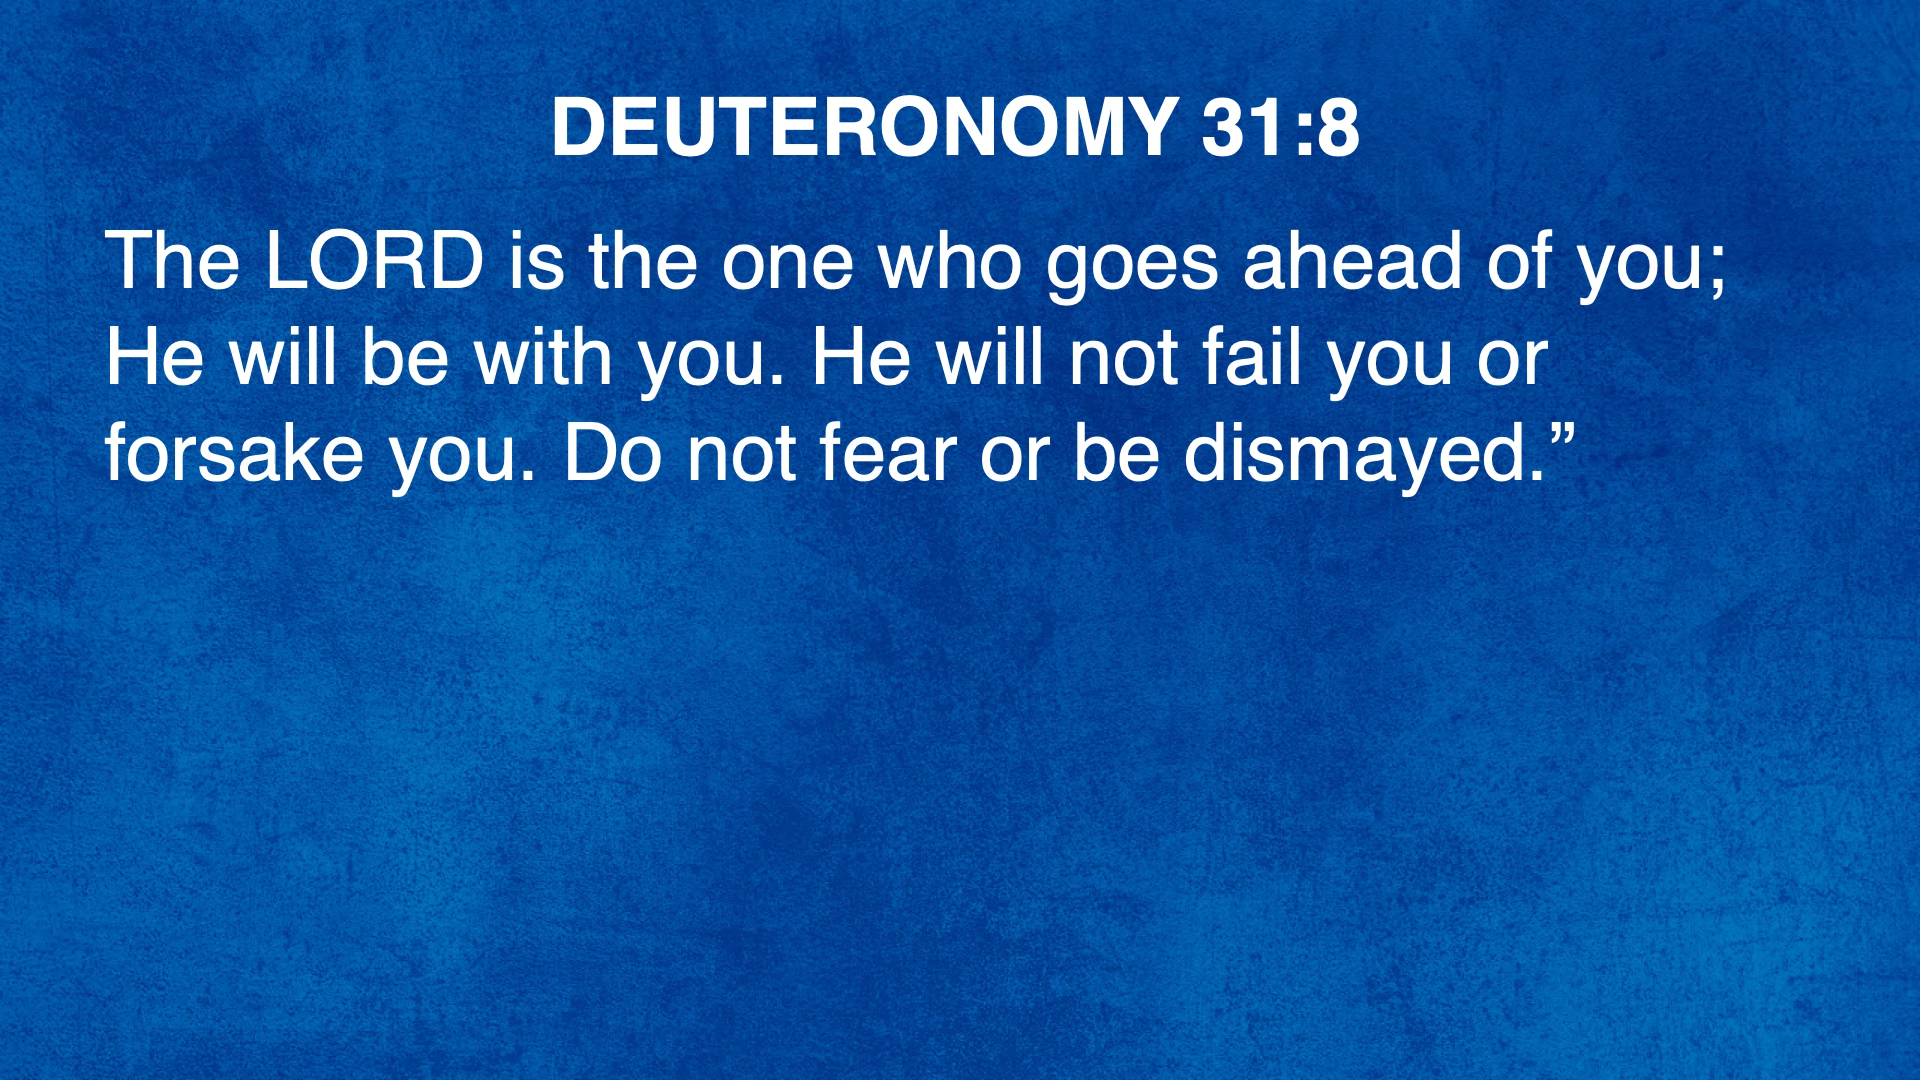 DEUTERONOMY 31:8
The LORD is the one who goes ahead of you;
He will be with you. He will not fail you or
forsake you. Do not fear or be dismayed.”